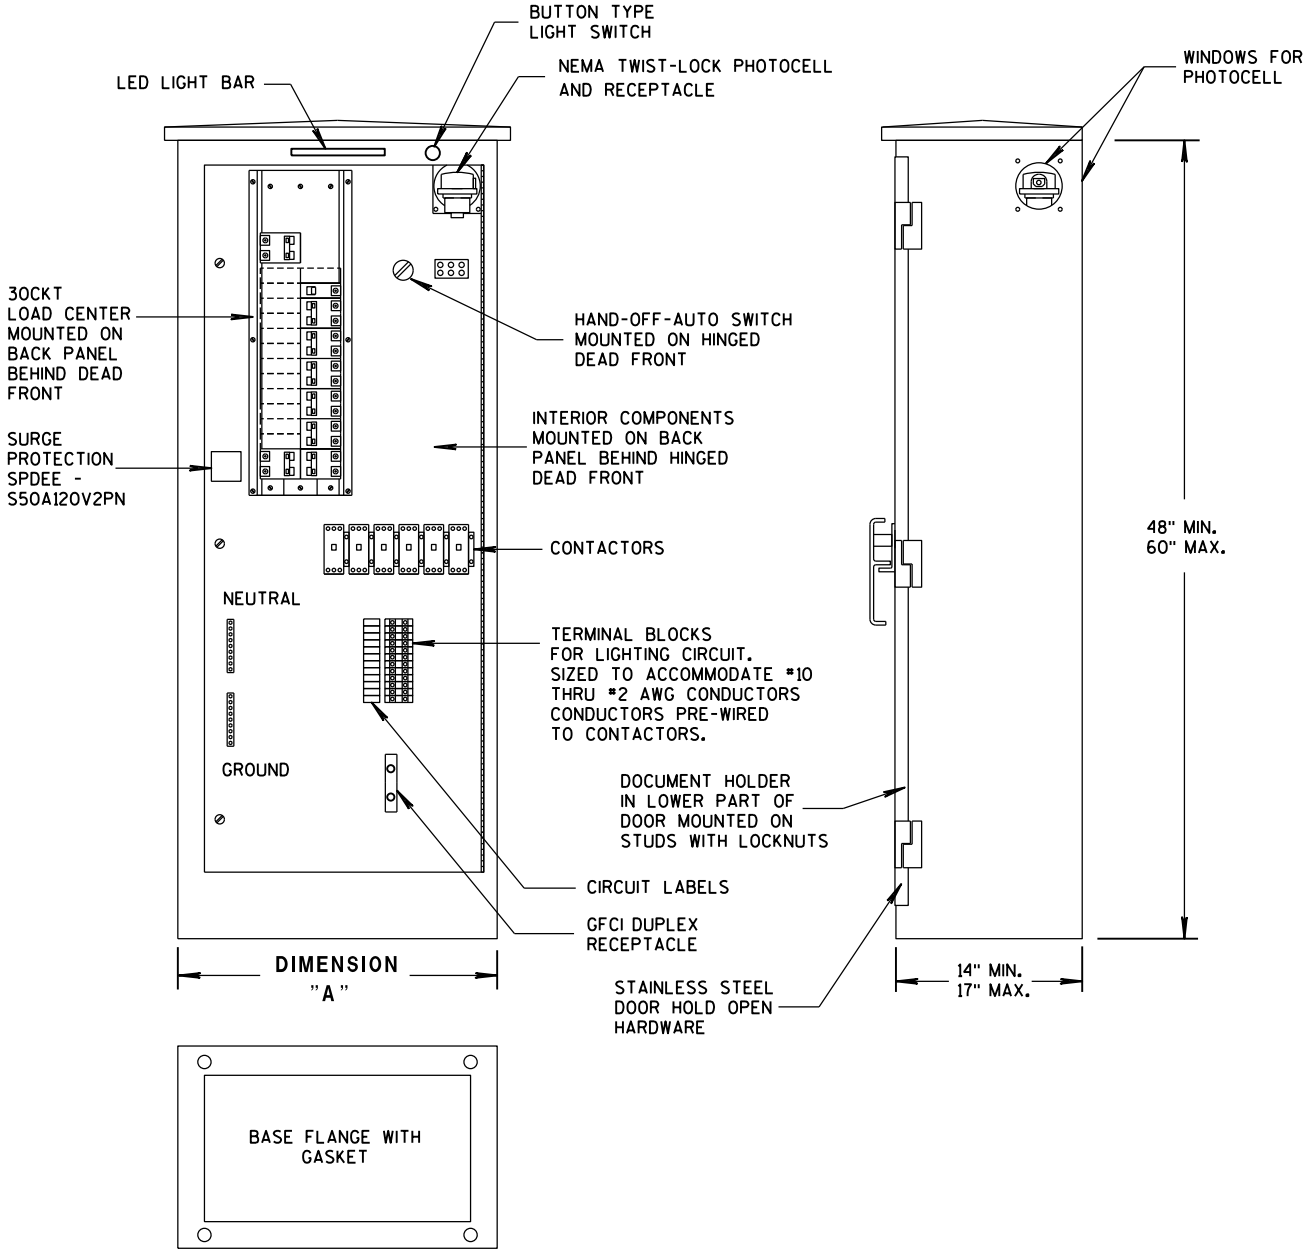 BUTTON TYPE
LIGHT SWITCH
NEMA TWIST-LOCK PHOTOCELL
AND RECEPTACLE
WINDOWS FOR
PHOTOCELL
LED LIGHT BAR
30CKT
LOAD CENTER
MOUNTED ON
BACK PANEL
BEHIND DEAD
FRONT
HAND-OFF-AUTO SWITCH
MOUNTED ON HINGED
DEAD FRONT
INTERIOR COMPONENTS
MOUNTED ON BACK
PANEL BEHIND HINGED
DEAD FRONT
SURGE
PROTECTION
SPDEE -
S50A120V2PN
48" MIN.
60" MAX.
CONTACTORS
NEUTRAL
TERMINAL BLOCKS
FOR LIGHTING CIRCUIT.
SIZED TO ACCOMMODATE #10
THRU #2 AWG CONDUCTORS
CONDUCTORS PRE-WIRED
TO CONTACTORS.
GROUND
DOCUMENT HOLDER
IN LOWER PART OF
DOOR MOUNTED ON
STUDS WITH LOCKNUTS
CIRCUIT LABELS
GFCI DUPLEX
RECEPTACLE
DIMENSION
"A"
14" MIN.
17" MAX.
STAINLESS STEEL
DOOR HOLD OPEN
HARDWARE
BASE FLANGE WITH
GASKET